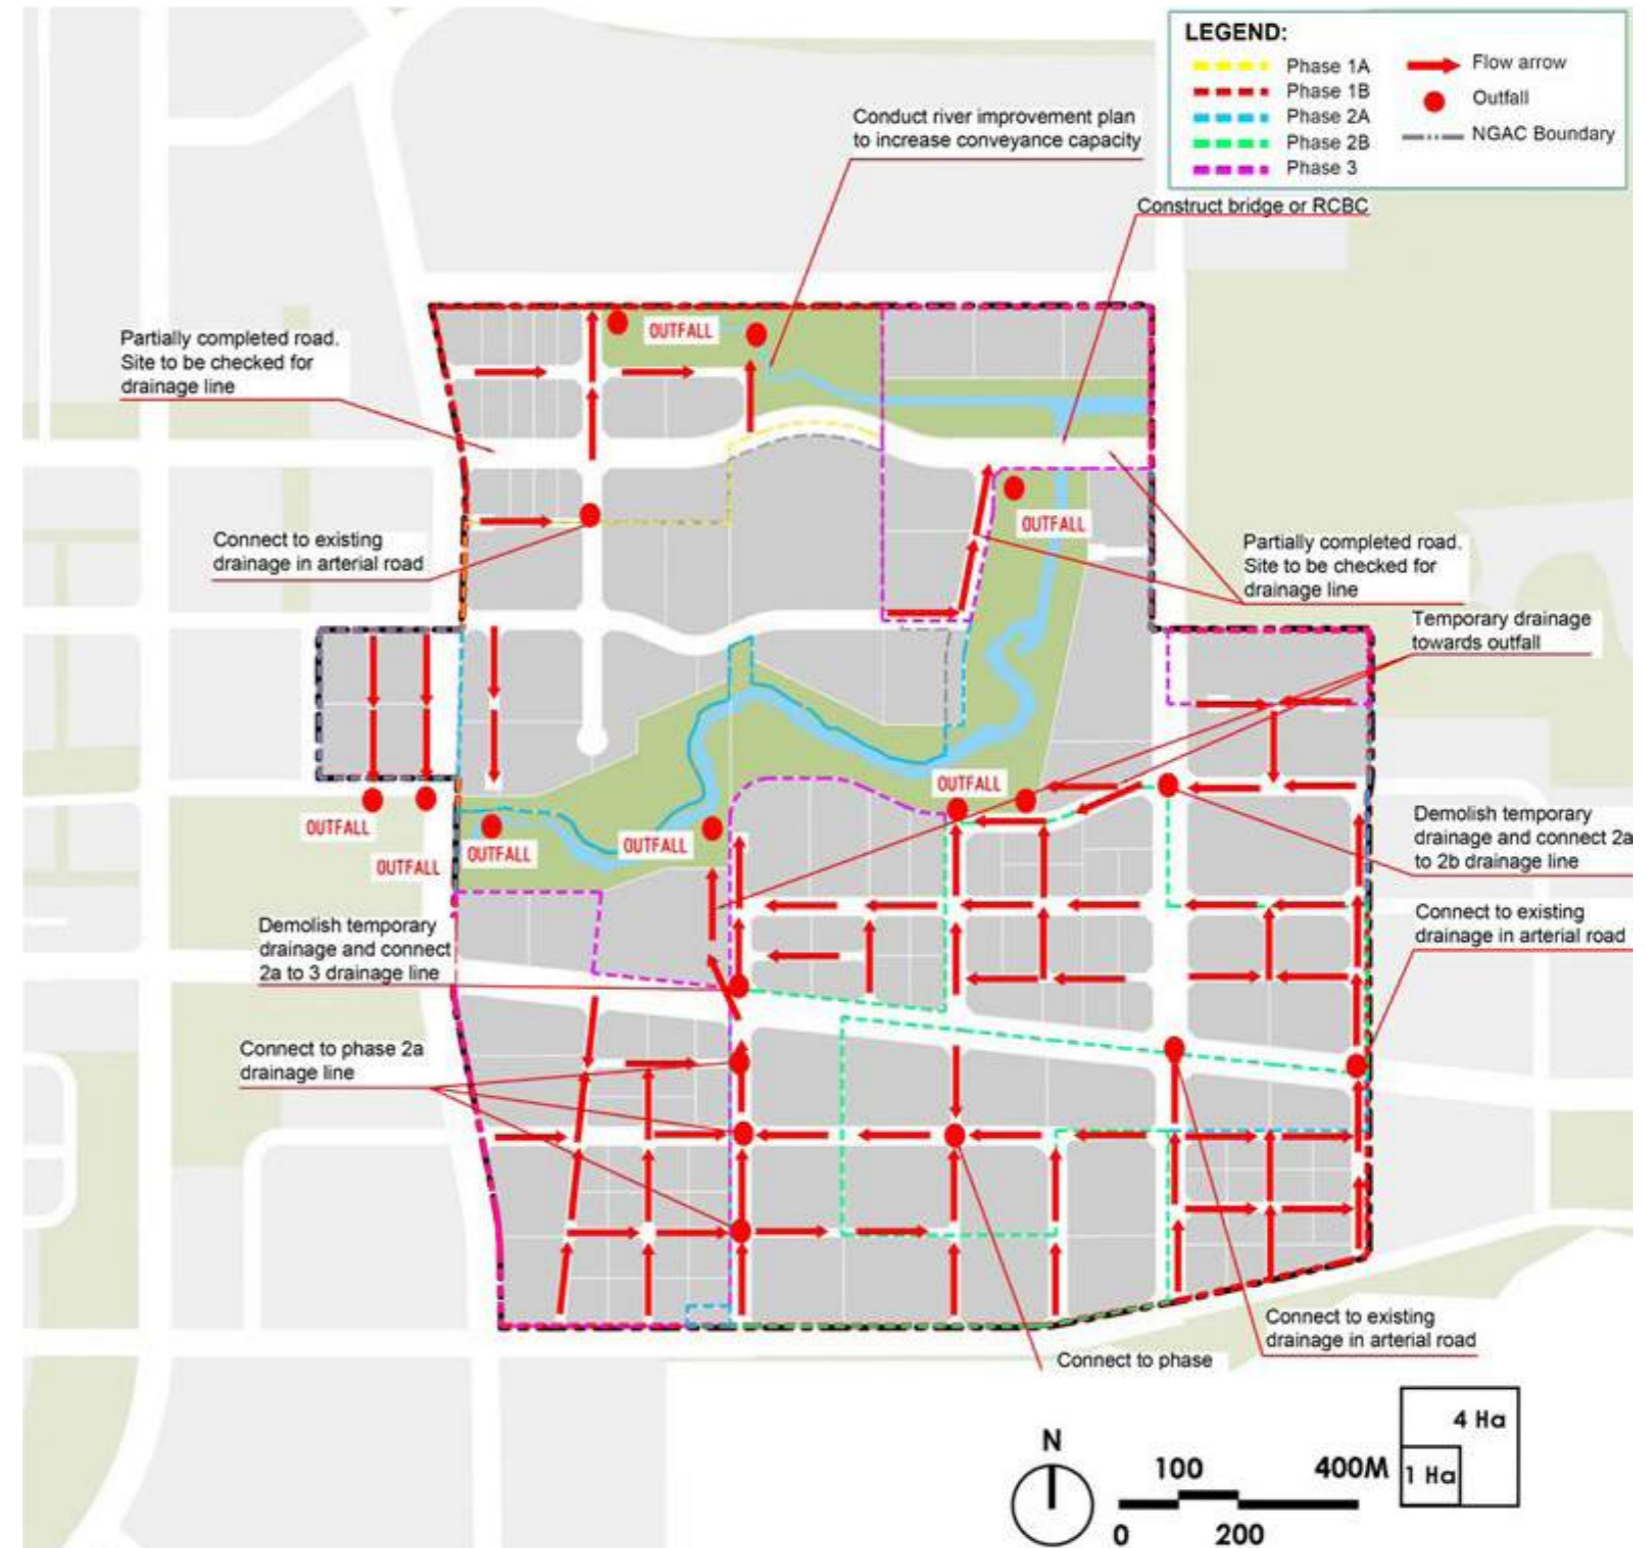 LEGEND:
Phase 1A
Phase 1B
Phase 2A
Phase 2B
Phase 3
Flow arrow
Outfall
NGAC Boundary
Conduct river improvement plan
to increase conveyance capacity
Construct bridge or RCBC
Partially completed road.
Site to be checked for
drainage line
OUTFALL
Connect to existing
drainage in arterial road
OUTFALL
Partially completed road.
Site to be checked for
drainage line
Temporary drainage
towards outfall
OUTFALL
OUTFALL
OUTFALL
OUTFALL
OUTFALL
Demolish temporary
drainage and connect 2a
to 2b drainage line
Demolish temporary
drainage and connect
2a to 3 drainage line
Connect to existing
drainage in arterial road
Connect to phase 2a
drainage line
Connect to existing
drainage in arterial road
Connect to phase
N
100
400M
0
200
4 Ha
1 Ha